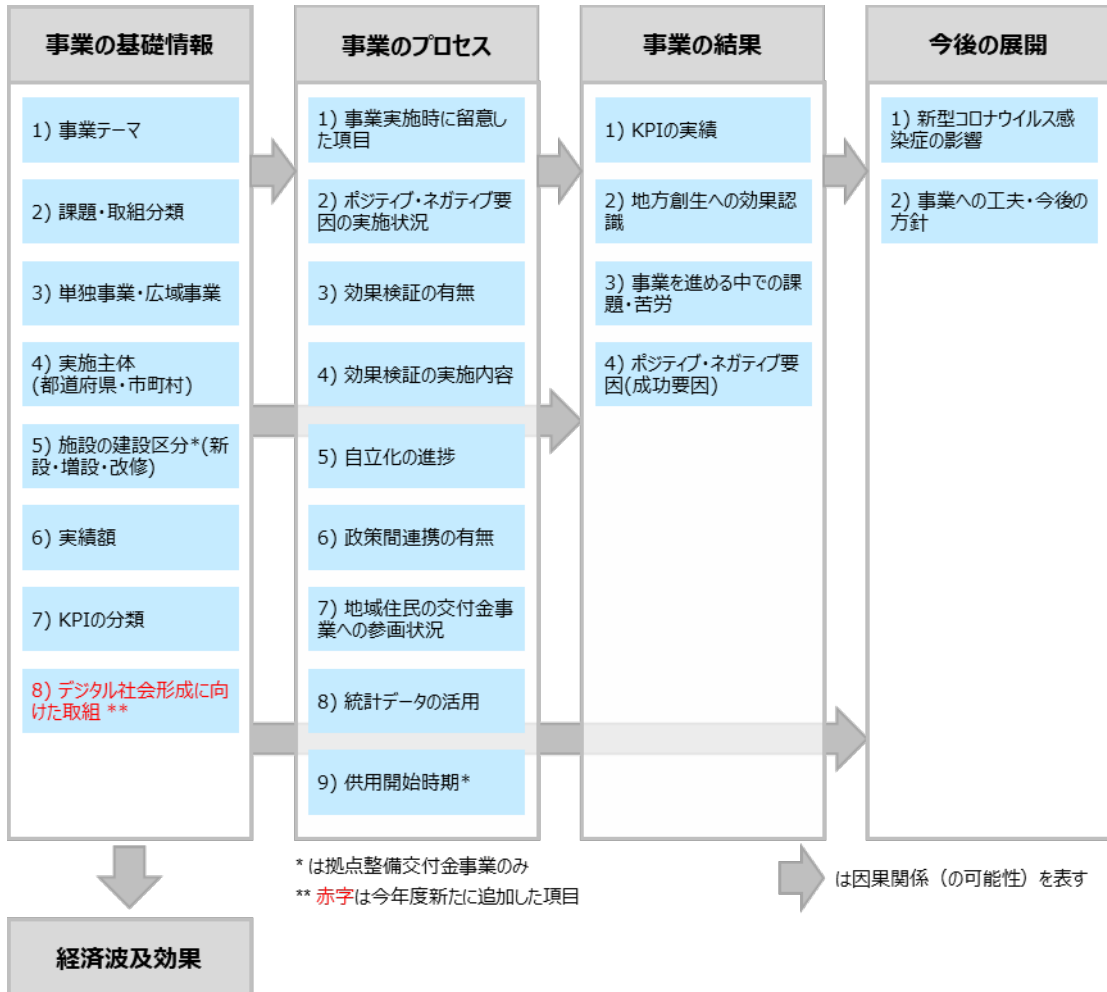 事業の基礎情報
1) 事業テーマ
2) 課題・取組分類
3) 単独事業・広域事業
4) 実施主体
(都道府県・市町村)
5) 施設の建設区分*(新
設・増設・改修)
6) 実績額
7) KPIの分類
8) デジタル社会形成に向
けた取組 **
事業のプロセス
1) 事業実施時に留意し
た項目
2) ポジティブ・ネガティブ要
因の実施状況
3) 効果検証の有無
4) 効果検証の実施内容
5) 自立化の進捗
6) 政策間連携の有無
7) 地域住民の交付金事
業への参画状況
8) 統計データの活用
9) 供用開始時期*
事業の結果
1) KPIの実績
2) 地方創生への効果認
識
3) 事業を進める中での課
題・苦労
4) ポジティブ・ネガティブ要
因(成功要因)
今後の展開
1) 新型コロナウイルス感
染症の影響
2) 事業への工夫・今後の
方針
* は拠点整備交付金事業のみ
** 赤字は今年度新たに追加した項目
は因果関係（の可能性）を表す
経済波及効果